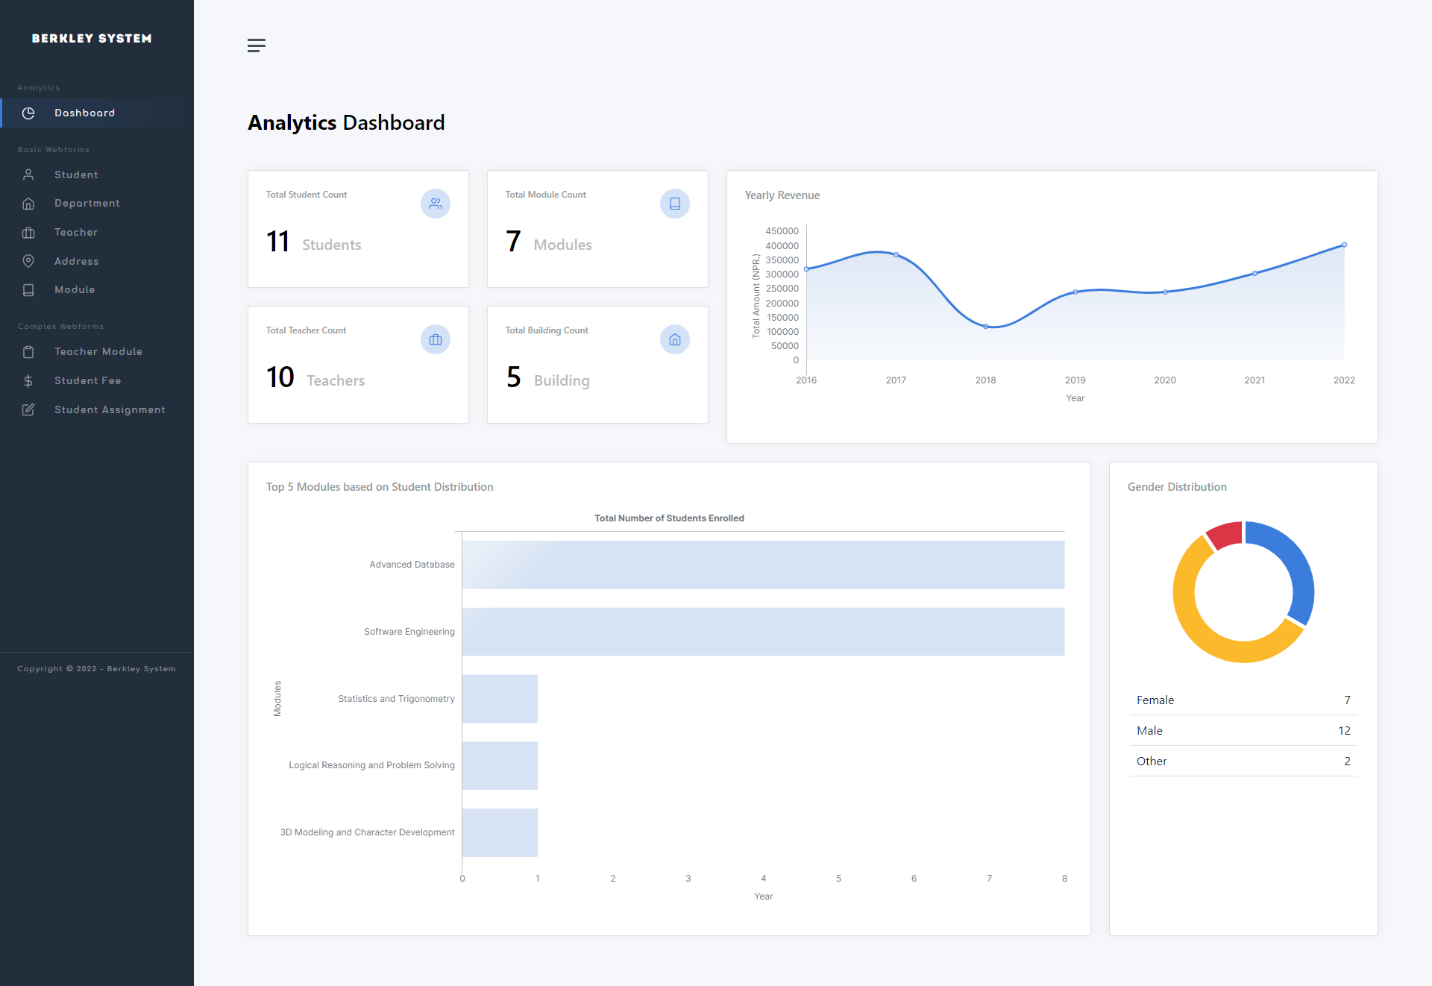 BERKLEY SYSTEM
Analytics
Dashboard
Basic Webforms
Student
Department
Teacher
Address
Module
Complex Webforms
Teacher Module
Student Fee
Student Assignment
Copyright © 2022 - Berkley System
Analytics Dashboard
Total Student Count
11 Students
Total Module Count
7 Modules
Total Teacher Count
10 Teachers
Total Building Count
5 Building
Yearly Revenue
Total Amount (NPR.)
450000
400000
350000
300000
250000
200000
150000
100000
50000
0
2016 2017 2018 2019 2020 2021 2022
Year
Top 5 Modules based on Student Distribution
Total Number of Students Enrolled
Modules
Advanced Database
Software Engineering
Statistics and Trigonometry
Logical Reasoning and Problem Solving
3D Modeling and Character Development
0 1 2 3 4 5 6 7 8
Year
Gender Distribution
Female 7
Male 12
Other 2